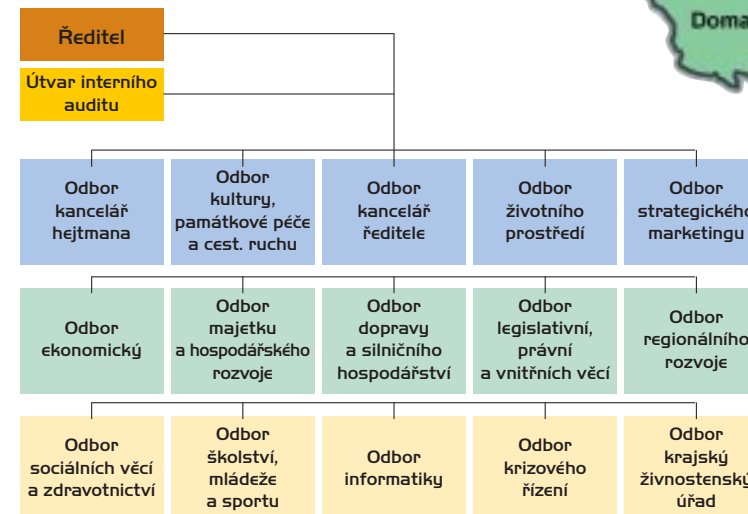 Doma
Ředitel
Útvar interního
auditu
Odbor
kancelář
hejtmana
Odbor
kultury,
památkové péče
a cest. ruchu
Odbor
kancelář
ředitele
Odbor
životního
prostředí
Odbor
strategického
marketingu
Odbor
ekonomický
Odbor
majetku
a hospodářského
rozvoje
Odbor
dopravy
a silničního
hospodářství
Odbor
legislativní,
právní
a vnitřních věcí
Odbor
regionálního
rozvoje
Odbor
sociálních věcí
a zdravotnictví
Odbor
školství,
mládeže
a sportu
Odbor
informatiky
Odbor
krizového
řízení
Odbor
krajský
živnostenský
úřad